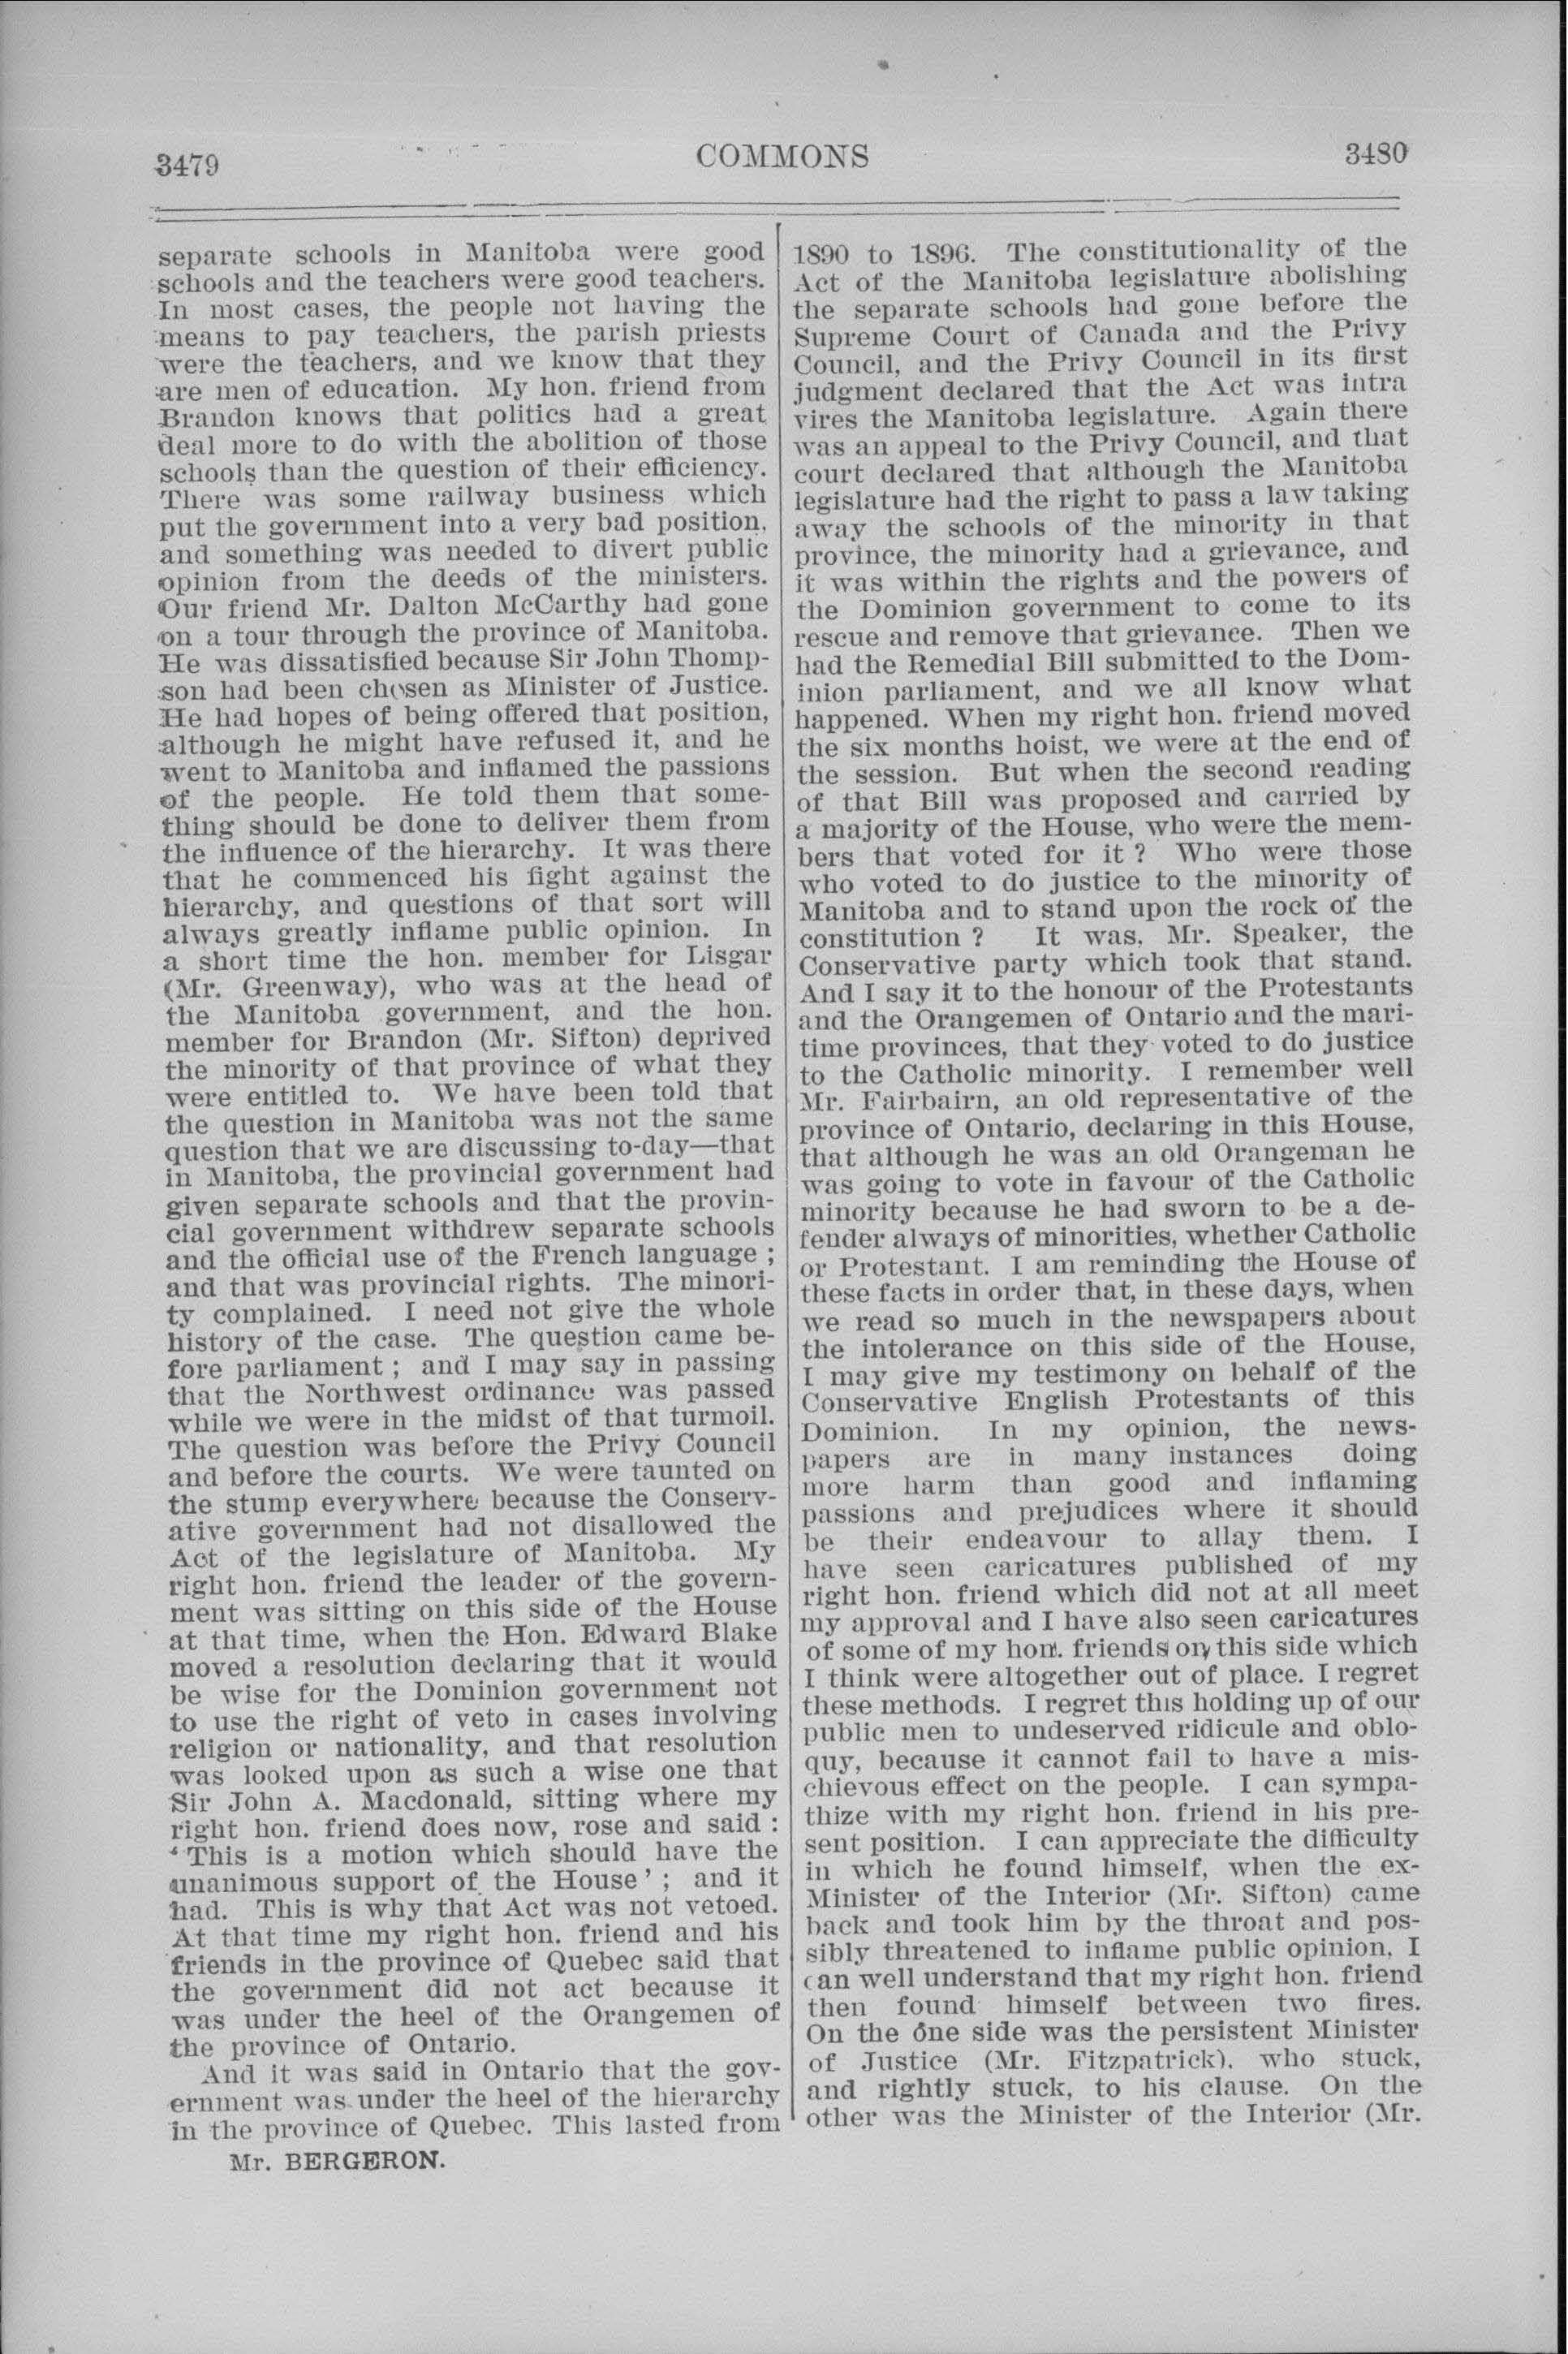 3479
COMMONS
3480
separate schools in Manitoba were good
schools and the teachers were good teachers.
In most cases, the people not having the
means to pay teachers, the parish priests
were the teachers, and we know that they
are men of education. My hon. friend from
Brandon knows that politics had a great
deal more to do with the abolition of those
schools than the question of their efficiency.
There was some railway business which
put the government into a very bad position,
and something was needed to divert public
opinion from the deeds of the ministers.
Our friend Mr. Dalton McCarthy had gone
on a tour through the province of Manitoba.
He was dissatisfied because Sir John Thomp-
son had been chosen as Minister of Justice.
He had hopes of being offered that position,
although he might have refused it, and he
went to Manitoba and inflamed the passions
of the people. He told them that some-
thing should be done to deliver them from
the influence of the hierarchy. It was there
that he commenced his fight against the
hierarchy, and questions of that sort will
always greatly inflame public opinion. In
a short time the hon. member for Lisgar
(Mr. Greenway), who was at the head of
the Manitoba government, and the hon.
member for Brandon (Mr. Sifton) deprived
the minority of that province of what they
were entitled to. We have been told that
the question in Manitoba was not the same
question that we are discussing to-day—that
in Manitoba, the provincial government had
given separate schools and that the provin-
cial government withdrew separate schools
and the official use of the French language ;
and that was provincial rights. The minori-
ty complained. I need not give the whole
history of the case. The question came be-
fore parliament ; and I may say in passing
that the Northwest ordinance was passed
while we were in the midst of that turmoil.
The question was before the Privy Council
and before the courts. We were taunted on
the stump everywhere because the Conserv-
ative government had not disallowed the
Act of the legislature of Manitoba. My
right hon. friend the leader of the govern-
ment was sitting on this side of the House
at that time, when the Hon. Edward Blake
moved a resolution declaring that it would
be wise for the Dominion government not
to use the right of veto in cases involving
religion or nationality, and that resolution
was looked upon as such a wise one that
Sir John A. Macdonald, sitting where my
right hon. friend does now, rose and said :
‘ This is a motion which should have the
unanimous support of the House ’ ; and it
had. This is why that Act was not vetoed.
At that time my right hon. friend and his
friends in the province of Quebec said that
the government did not act because it
was under the heel of the Orangemen of
the province of Ontario.
And it was said in Ontario that the gov-
ernment was under the heel of the hierarchy
in the province of Quebec. This lasted from
Mr. BERGERON.
1890 to 1896. The constitutionality of the
Act of the Manitoba legislature abolishing
the separate schools had gone before the
Supreme Court of Canada and the Privy
Council, and the Privy Council in its first
judgment declared that the Act was intra
vires the Manitoba legislature. Again there
was an appeal to the Privy Council, and that
court declared that although the Manitoba
legislature had the right to pass a law taking
away the schools of the minority in that
province, the minority had a grievance, and
it was within the rights and the powers of
the Dominion government to come to its
rescue and remove that grievance. Then we
had the Remedial Bill submitted to the Dom-
inion parliament, and we all know what
happened. When my right hon. friend moved
the six months hoist, we were at the end of
the session. But when the second reading
of that Bill was proposed and carried by
a majority of the House, who were the mem-
bers that voted for it ? Who were those
who voted to do justice to the minority of
Manitoba and to stand upon the rock of the
constitution ? It was, Mr. Speaker, the
Conservative party which took that stand.
And I say it to the honour of the Protestants
and the Orangemen of Ontario and the mari-
time provinces, that they voted to do justice
to the Catholic minority. I remember well
Mr. Fairbairn, an old representative of the
province of Ontario, declaring in this House,
that although he was an old Orangeman he
was going to vote in favour of the Catholic
minority because he had sworn to be a de-
fender always of minorities, whether Catholic
or Protestant. I am reminding the House of
these facts in order that, in these days, when
we read so much in the newspapers about
the intolerance on this side of the House,
I may give my testimony on behalf of the
Conservative English Protestants of this
Dominion. In my opinion, the news-
papers are in many instances doing
more harm than good and inflaming
passions and prejudices where it should
be their endeavour to allay them. I
have seen caricatures published of my
right hon. friend which did not at all meet
my approval and I have also seen caricatures
of some of my hon. friends on this side which
I think were altogether out of place. I regret
these methods. I regret this holding up of our
public men to undeserved ridicule and oblo-
quy, because it cannot fail to have a mis-
chievous effect on the people. I can sympa-
thize with my right hon. friend in his pre-
sent position. I can appreciate the difficulty
in which he found himself, when the ex-
Minister of the Interior (Mr. Sifton) came
back and took him by the throat and pos-
sibly threatened to inflame public opinion, I
can well understand that my right hon. friend
then found himself between two fires.
On the one side was the persistent Minister
of Justice (Mr. Fitzpatrick), who stuck,
and rightly stuck, to his clause. On the
other was the Minister of the Interior (Mr.